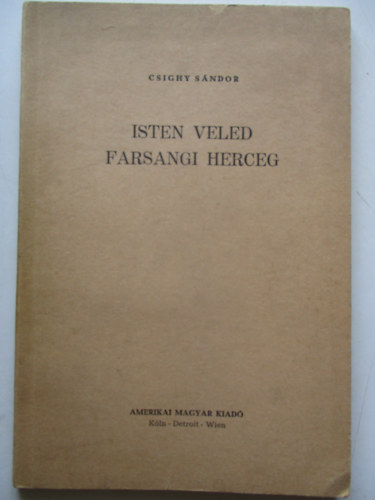 CSIGHY SÁNDOR
ISTEN VELED
FARSANGI HERCEG
AMERIKAI MAGYAR KIADÓ
Köln - Detroit - Wien